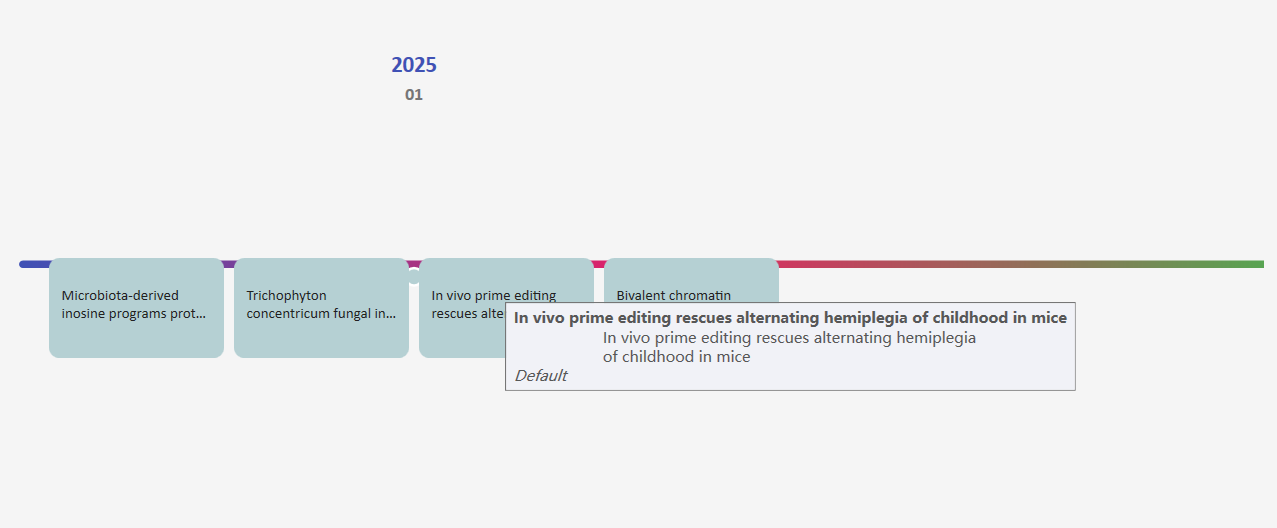 2025
01
Microbiota-derived
inosine programs prot...
Trichophyton
concentricum fungal in...
In vivo prime editing
rescues alte
Bivalent chromatin
In vivo prime editing rescues alternating hemiplegia of childhood in mice
In vivo prime editing rescues alternating hemiplegia
of childhood in mice
Default